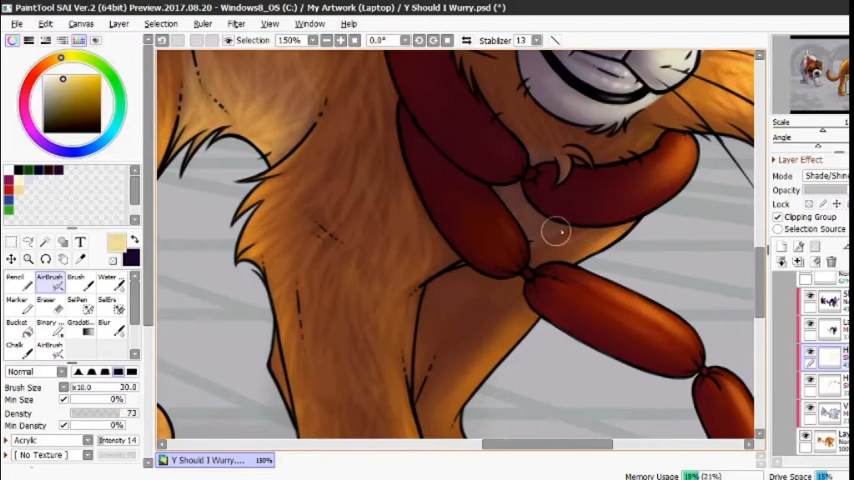 PaintTool SAI Ver.2 (64bit) Preview.2017.08.20 - Windows8_OS (C:) / My Artwork (Laptop) / Y Should I Wurry.psd (*)
File Edit Canvas Layer Selection Ruler Filter View Window Help
Selection 150% 0.0° Stabilizer 13
Scale
Angle
Layer Effect
Mode Shade/Shine
Opacity
Lock
Clipping Group
Selection Source
T
Pencil AirBrush Brush Water
Marker Eraser SelPen SelErs
Bucket Binary Gradati Blur
Chalk AirBrush
Normal
Brush Size x10.0 30.0
Min Size 0%
Density 73
Min Density 0%
Acrylic Intensity 14
[ No Texture ]
Y Should I Wurry.... 150%
Memory Usage 18% (21%) Drive Space 15%